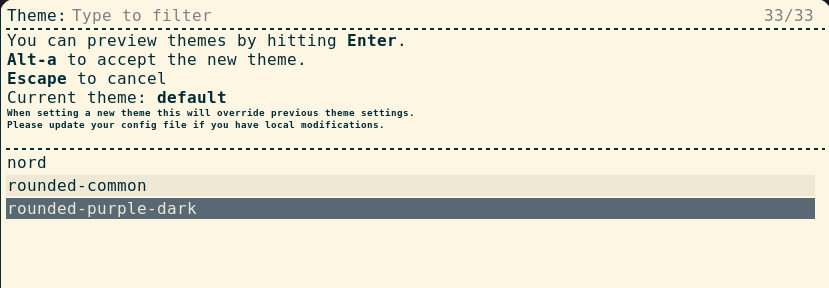 Theme: Type to filter 33/33
You can preview themes by hitting Enter.
Alt-a to accept the new theme.
Escape to cancel
Current theme: default
When setting a new theme this will override previous theme settings.
Please update your config file if you have local modifications.
nord
rounded-common
rounded-purple-dark